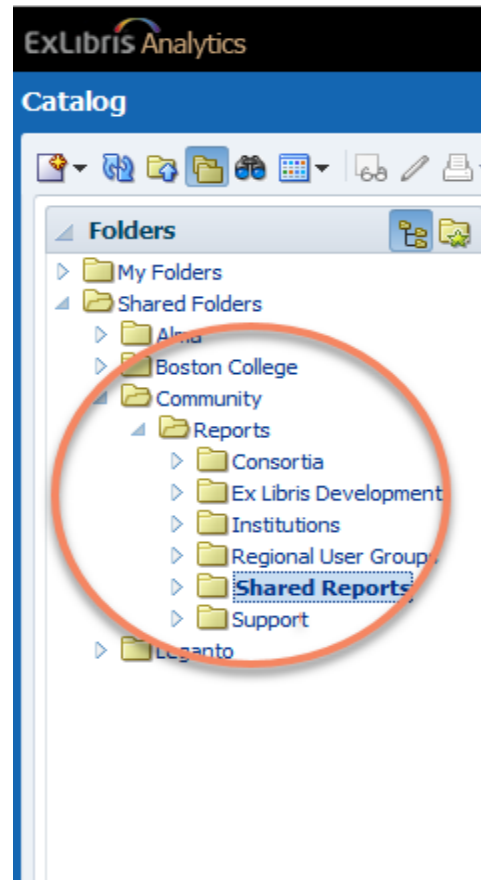 ExLibris Analytics
Catalog
Folders
My Folders
Shared Folders
Alma
Boston College
Community
Reports
Consortia
Ex Libris Development
Institutions
Regional User Groups
Shared Reports
Support
Leganto